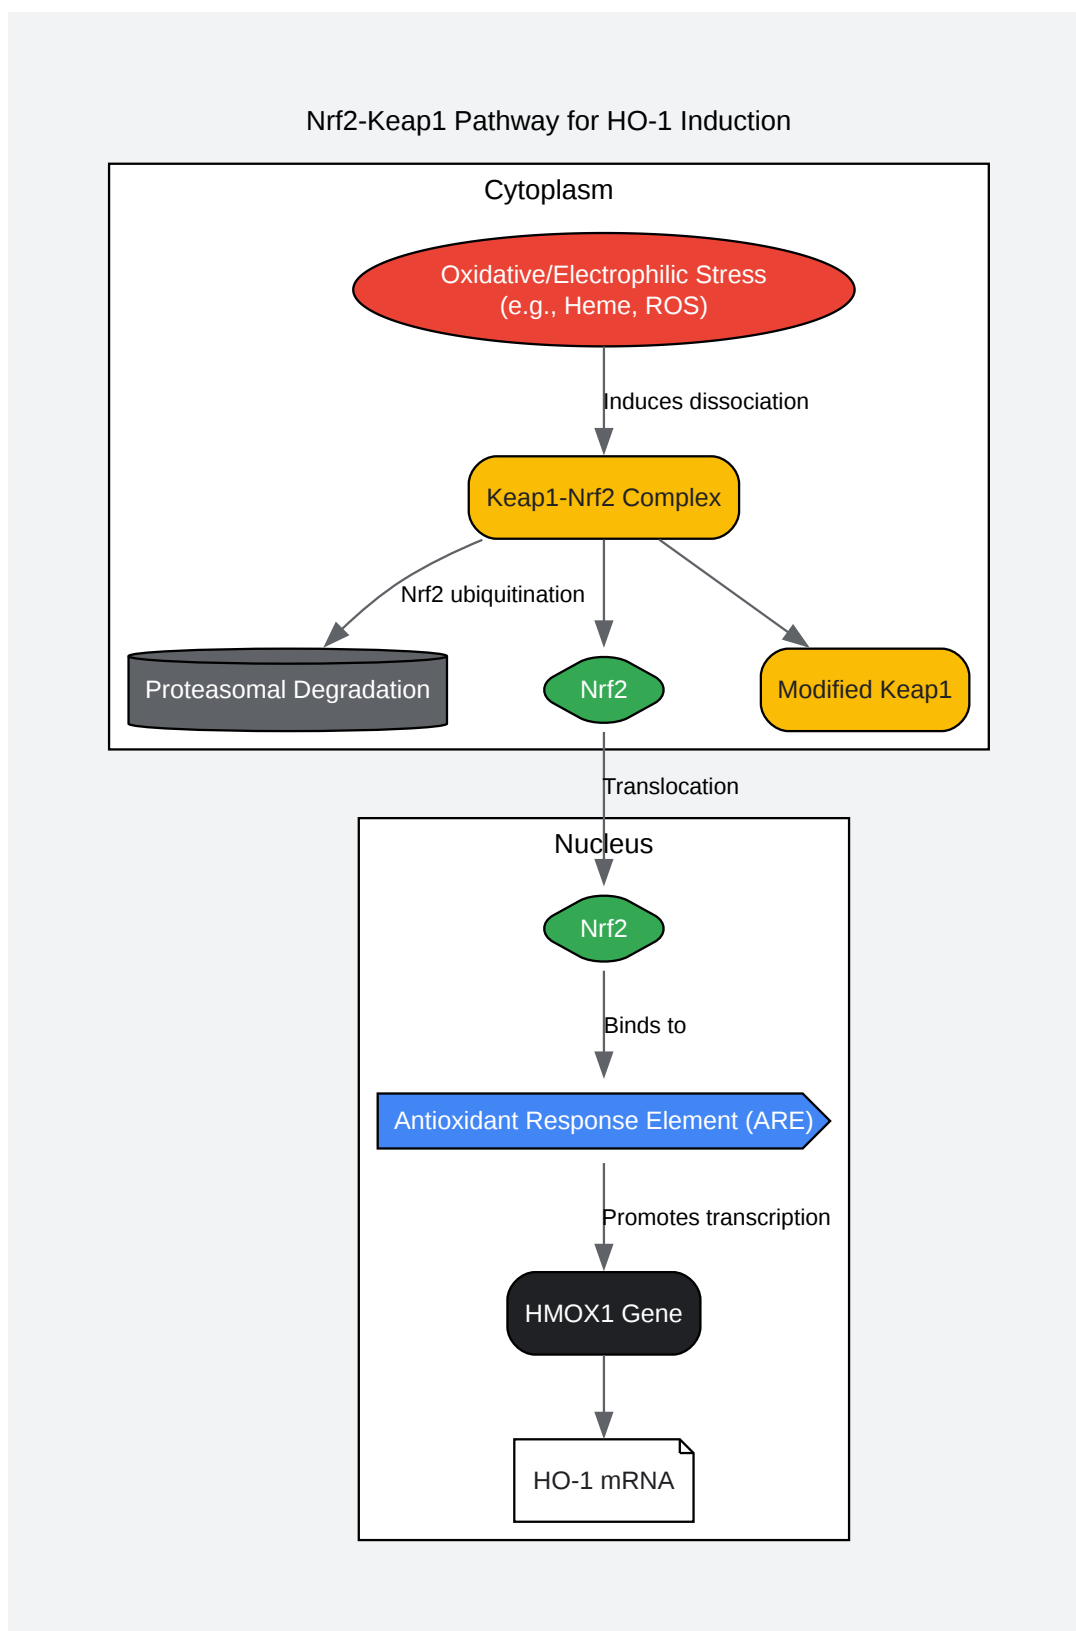 Nrf2-Keap1 Pathway for HO-1 Induction
Cytoplasm
Oxidative/Electrophilic Stress
(e.g., Heme, ROS)
Induces dissociation
Keap1-Nrf2 Complex
Nrf2 ubiquitination
Proteasomal Degradation
Nrf2
Modified Keap1
Translocation
Nucleus
Nrf2
Binds to
Antioxidant Response Element (ARE)
Promotes transcription
HMOX1 Gene
HO-1 mRNA